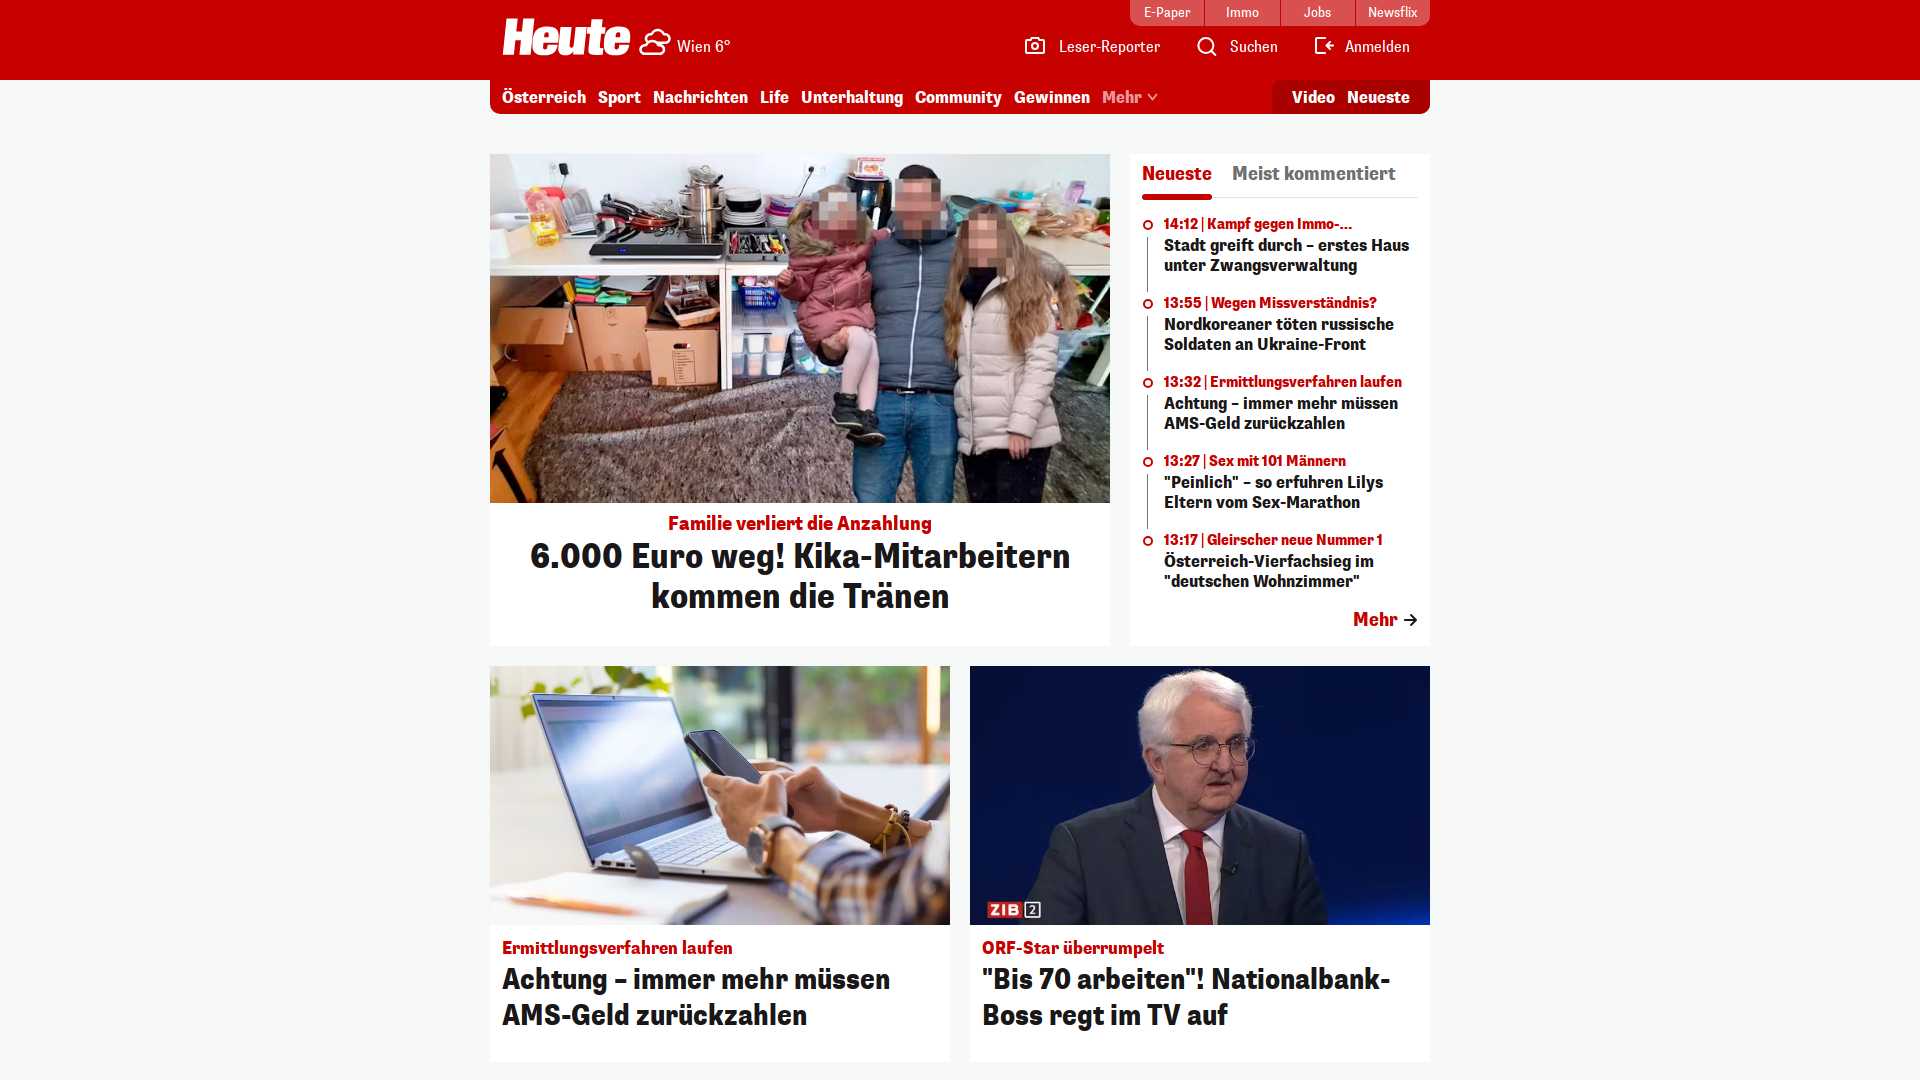 E-Paper
Immo
Jobs
Newsflix
Heute
Wien 6°
Leser-Reporter
Suchen
Anmelden
Österreich
Sport
Nachrichten
Life
Unterhaltung
Community
Gewinnen
Mehr
Video
Neueste
Familie verliert die Anzahlung
6.000 Euro weg! Kika-Mitarbeitern
kommen die Tränen
Neueste
Meist kommentiert
14:12 | Kampf gegen Immo-...
Stadt greift durch – erstes Haus
unter Zwangsverwaltung
13:55 | Wegen Missverständnis?
Nordkoreaner töten russische
Soldaten an Ukraine-Front
13:32 | Ermittlungsverfahren laufen
Achtung – immer mehr müssen
AMS-Geld zurückzahlen
13:27 | Sex mit 101 Männern
"Peinlich" – so erfuhren Lilys
Eltern vom Sex-Marathon
13:17 | Gleirscher neue Nummer 1
Österreich-Vierfachsieg im
"deutschen Wohnzimmer"
Mehr
Ermittlungsverfahren laufen
Achtung – immer mehr müssen
AMS-Geld zurückzahlen
ZIB 2
ORF-Star überrumpelt
"Bis 70 arbeiten"! Nationalbank-
Boss regt im TV auf